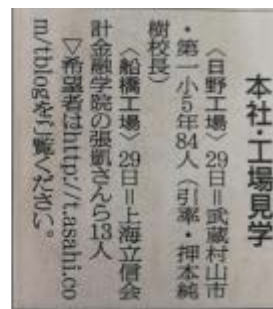 本社・工場見学
〈日野工場〉29日＝武蔵村山市
・第一小5年84人（引率・押本純
樹校長）
〈船橋工場〉29日＝上海立信会
計金融学院の張凱さんら13人
▽希望者はhttp://t.asahi.co
m/tblogをご覧ください。